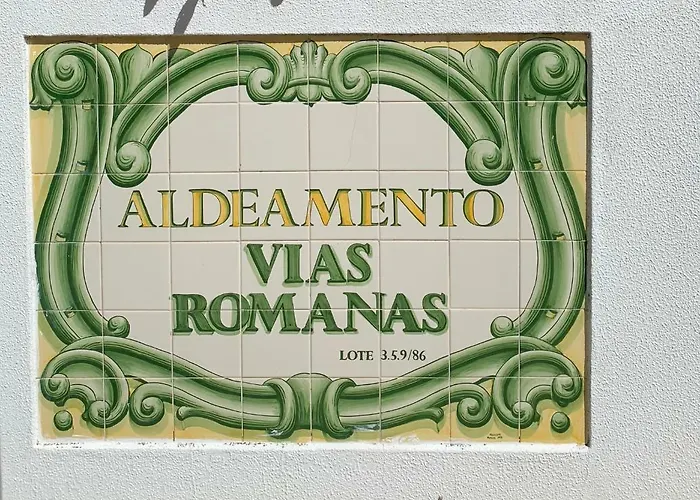 ALDEAMENTO
VIAS
ROMANAS
LOTE 3.5.9/86